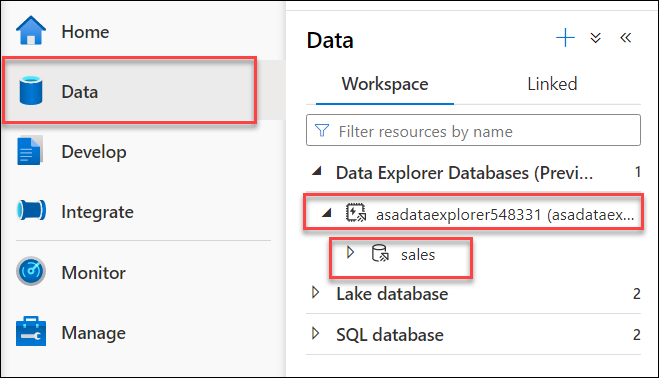 Home
Data
Develop
Integrate
Monitor
Manage
Data
Workspace Linked
Filter resources by name
Data Explorer Databases (Previ... 1
asadataexplorer548331 (asadataex...
sales
Lake database 2
SQL database 2